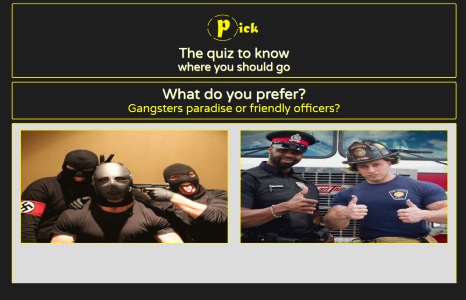 Pick
The quiz to know
where you should go
What do you prefer?
Gangsters paradise or friendly officers?